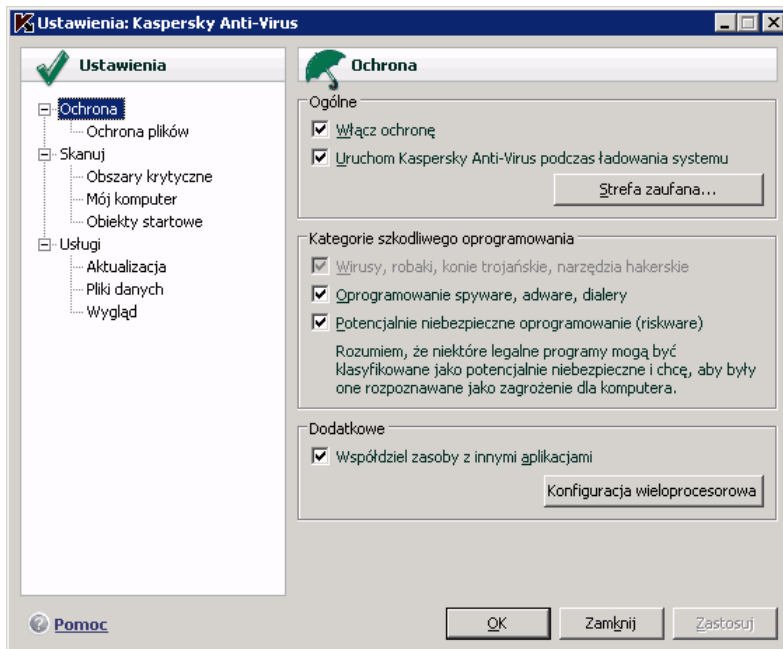 Ustawienia: Kaspersky Anti-Virus
Ustawienia
Ochrona
Ochrona plików
Skanuj
Obszary krytyczne
Mój komputer
Obiekty startowe
Usługi
Aktualizacja
Pliki danych
Wygląd
Ochrona
Ogólne
Włącz ochronę
Uruchom Kaspersky Anti-Virus podczas ładowania systemu
Strefa zaufana...
Kategorie szkodliwego oprogramowania
Wirusy, robaki, konie trojańskie, narzędzia hakerskie
Oprogramowanie spyware, adware, dialery
Potencjalnie niebezpieczne oprogramowanie (riskware)
Rozumiem, że niektóre legalne programy mogą być
klasyfikowane jako potencjalnie niebezpieczne i chcę, aby były
one rozpoznawane jako zagrożenie dla komputera.
Dodatkowe
Współdziel zasoby z innymi aplikacjami
Konfiguracja wieloprocesorowa
Pomoc
OK
Zamknij
Zastosuj